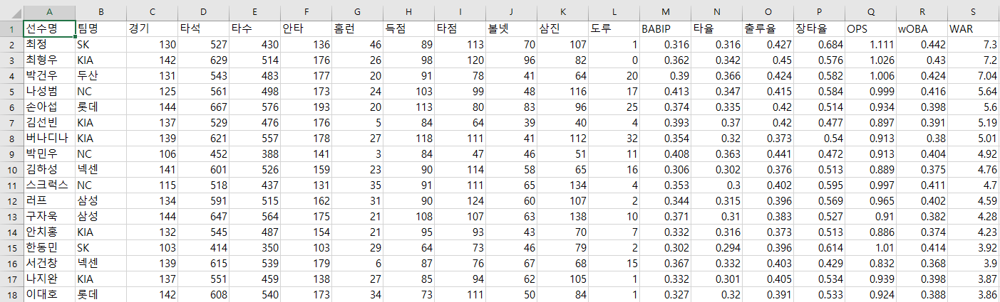 A B C D E F G H I J K L M N O P Q R S
1 선수명 팀명 경기 타석 타수 안타 홈런 득점 타점 볼넷 삼진 도루 BABIP 타율 출루율 장타율 OPS wOBA WAR
2 최정 SK 130 527 430 136 46 89 113 70 107 1 0.316 0.316 0.427 0.684 1.111 0.442 7.3
3 최형우 KIA 142 629 514 176 26 98 120 96 82 0 0.362 0.342 0.45 0.576 1.026 0.43 7.2
4 박건우 두산 131 543 483 177 20 91 78 41 64 20 0.39 0.366 0.424 0.582 1.006 0.424 7.04
5 나성범 NC 125 561 498 173 24 103 99 48 116 17 0.413 0.347 0.415 0.584 0.999 0.416 5.64
6 손아섭 롯데 144 667 576 193 20 113 80 83 96 25 0.374 0.335 0.42 0.514 0.934 0.398 5.6
7 김선빈 KIA 137 529 476 176 5 84 64 39 40 4 0.393 0.37 0.42 0.477 0.897 0.391 5.19
8 버나디나 KIA 139 621 557 178 27 118 111 41 112 32 0.354 0.32 0.373 0.54 0.913 0.38 5.01
9 박민우 NC 106 452 388 141 3 84 47 46 51 11 0.408 0.363 0.441 0.472 0.913 0.404 4.92
10 김하성 넥센 141 601 526 159 23 90 114 58 65 16 0.306 0.302 0.376 0.513 0.889 0.375 4.76
11 스크럭스 NC 115 518 437 131 35 91 111 65 134 4 0.353 0.3 0.402 0.595 0.997 0.411 4.7
12 러프 삼성 134 591 515 162 31 90 124 60 107 2 0.344 0.315 0.396 0.569 0.965 0.402 4.59
13 구자욱 삼성 144 647 564 175 21 108 107 63 138 10 0.371 0.31 0.383 0.527 0.91 0.382 4.28
14 안치홍 KIA 132 545 487 154 21 95 93 43 70 7 0.332 0.316 0.373 0.513 0.886 0.374 4.23
15 한동민 SK 103 414 350 103 29 64 73 46 79 2 0.302 0.294 0.396 0.614 1.01 0.414 3.92
16 서건창 넥센 139 615 539 179 6 87 76 67 68 15 0.367 0.332 0.403 0.429 0.832 0.368 3.9
17 나지완 KIA 137 551 459 138 27 85 94 62 105 1 0.332 0.301 0.405 0.534 0.939 0.398 3.87
18 이대호 롯데 142 608 540 173 34 73 111 50 84 1 0.327 0.32 0.391 0.533 0.924 0.388 3.86